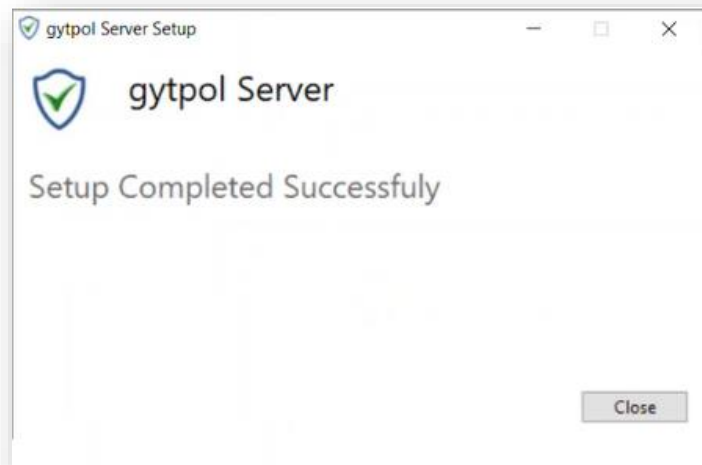 gytpol Server Setup
gytpol Server
Setup Completed Successfuly
Close